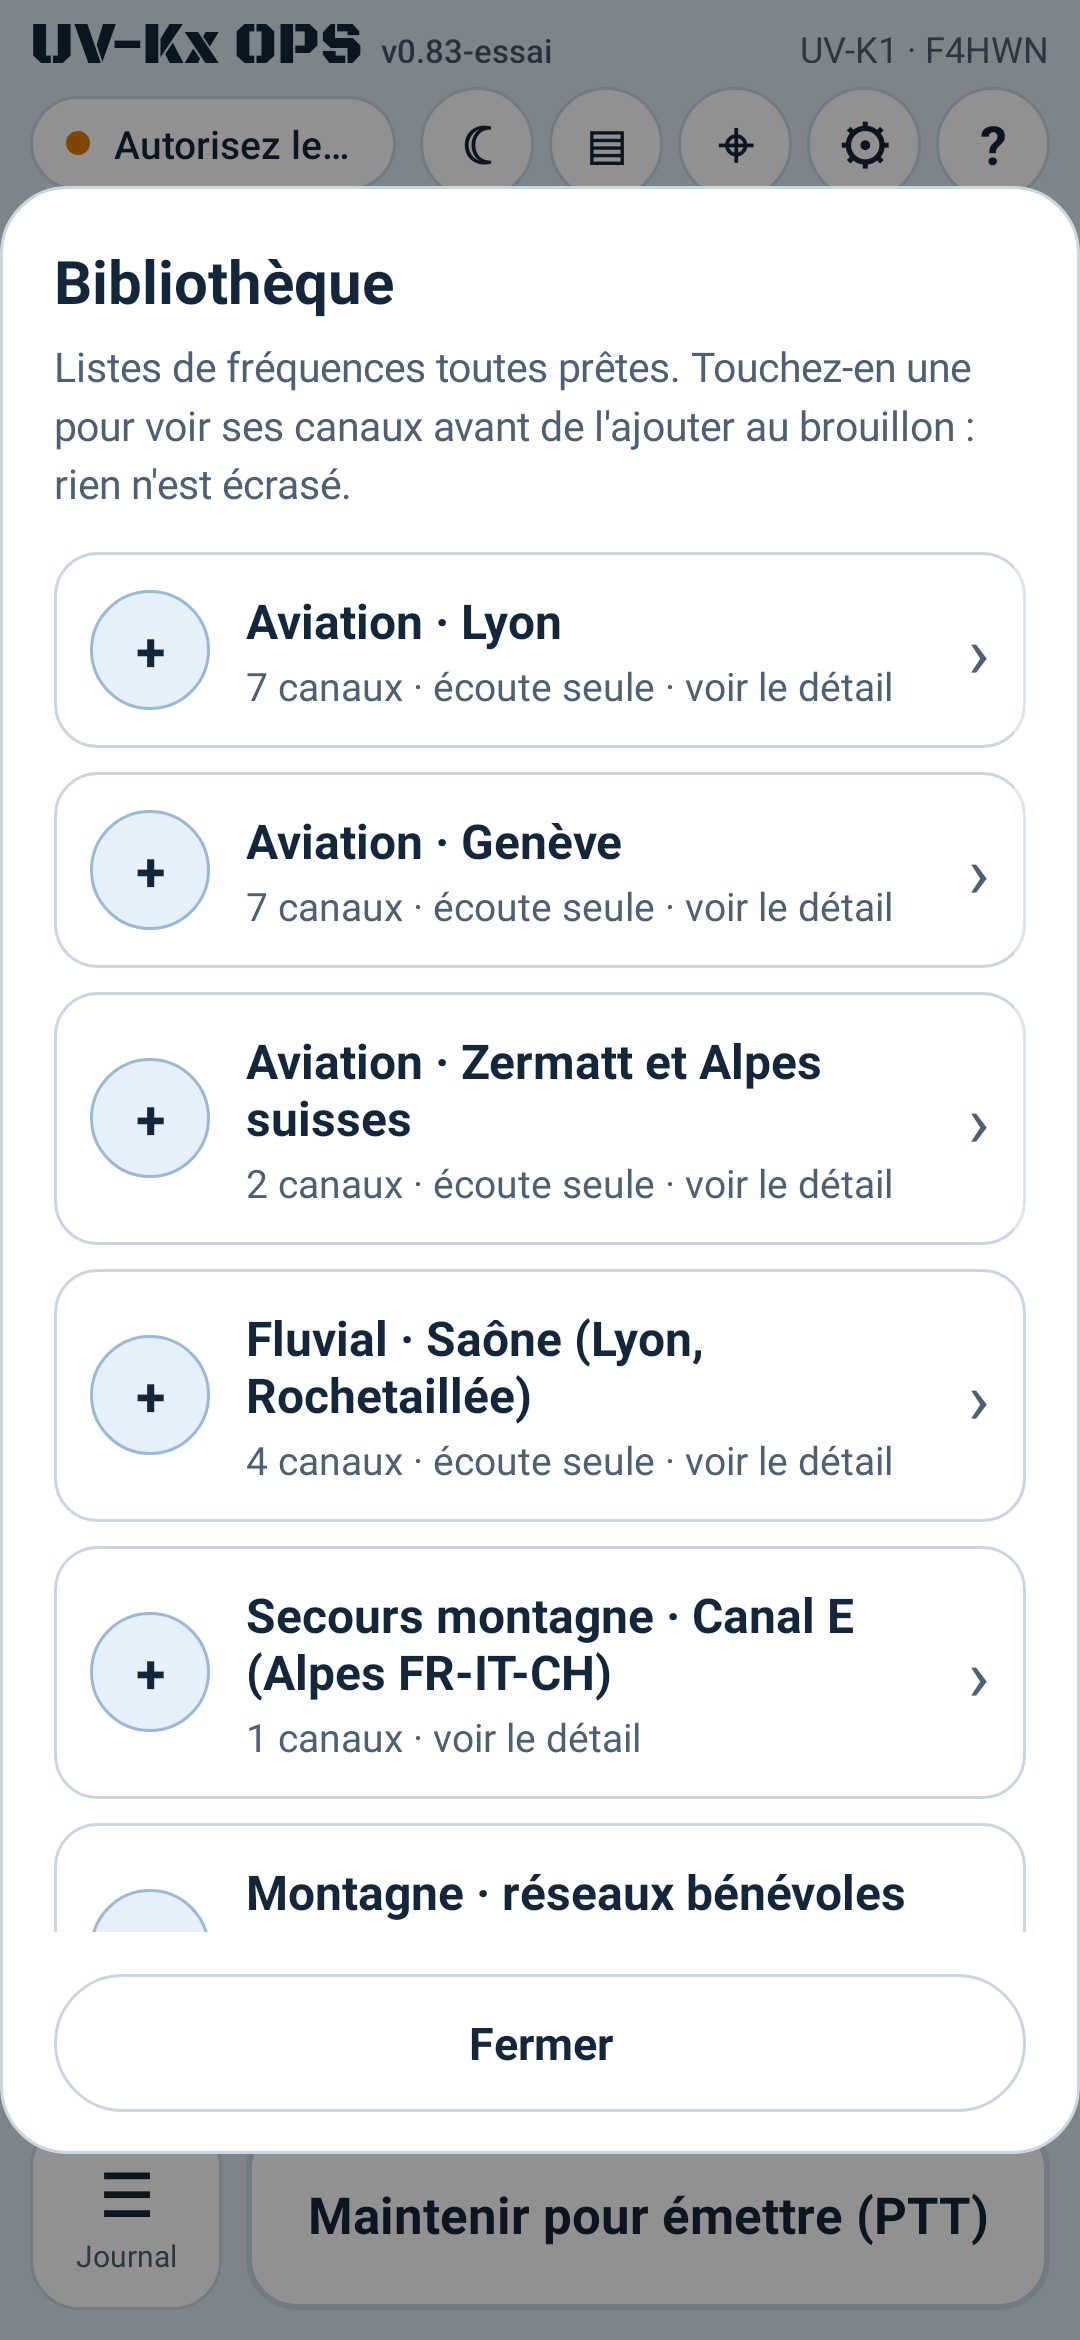 UV-Kx OPS v0.83-essai UV-K1 · F4HWN
Autorisez le... ?
Bibliothèque
Listes de fréquences toutes prêtes. Touchez-en une
pour voir ses canaux avant de l'ajouter au brouillon :
rien n'est écrasé.
+ Aviation · Lyon ›
7 canaux · écoute seule · voir le détail
+ Aviation · Genève ›
7 canaux · écoute seule · voir le détail
+ Aviation · Zermatt et Alpes
suisses ›
2 canaux · écoute seule · voir le détail
+ Fluvial · Saône (Lyon,
Rochetaillée) ›
4 canaux · écoute seule · voir le détail
+ Secours montagne · Canal E
(Alpes FR-IT-CH) ›
1 canaux · voir le détail
Montagne · réseaux bénévoles
Fermer
Journal
Maintenir pour émettre (PTT)